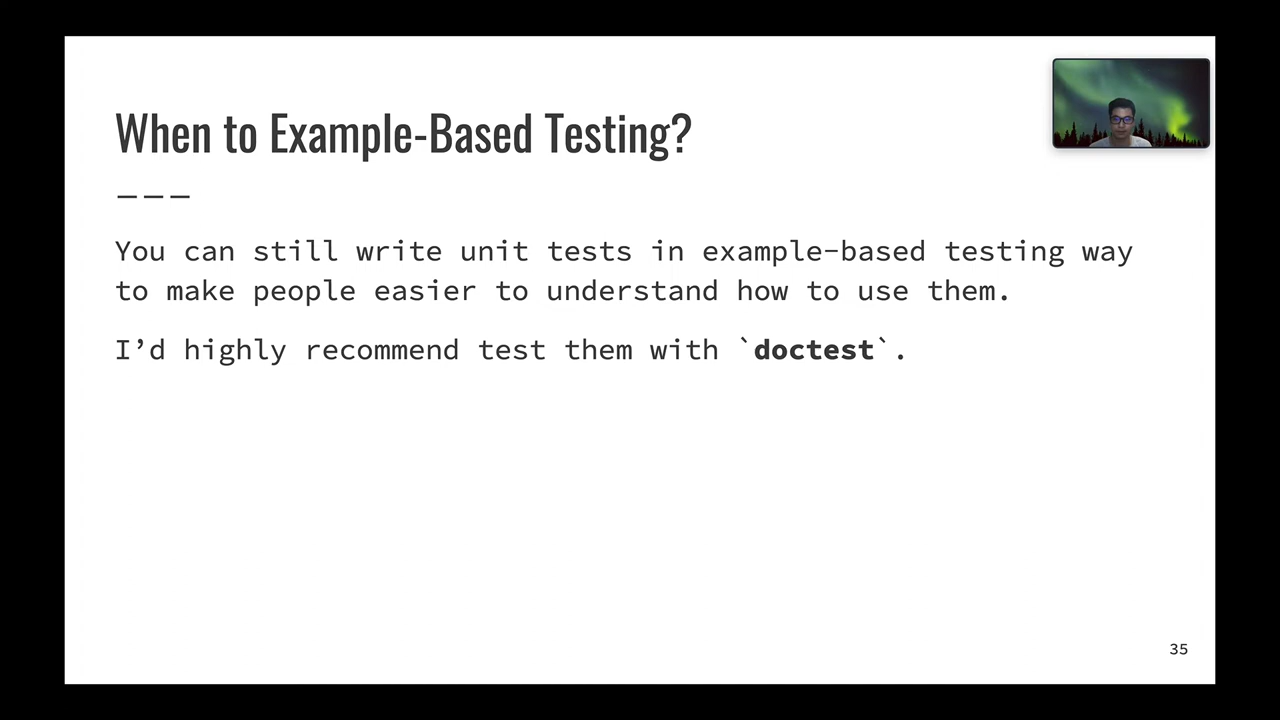 When to Example-Based Testing?
———
You can still write unit tests in example-based testing way
to make people easier to understand how to use them.
I’d highly recommend test them with `doctest`.
35